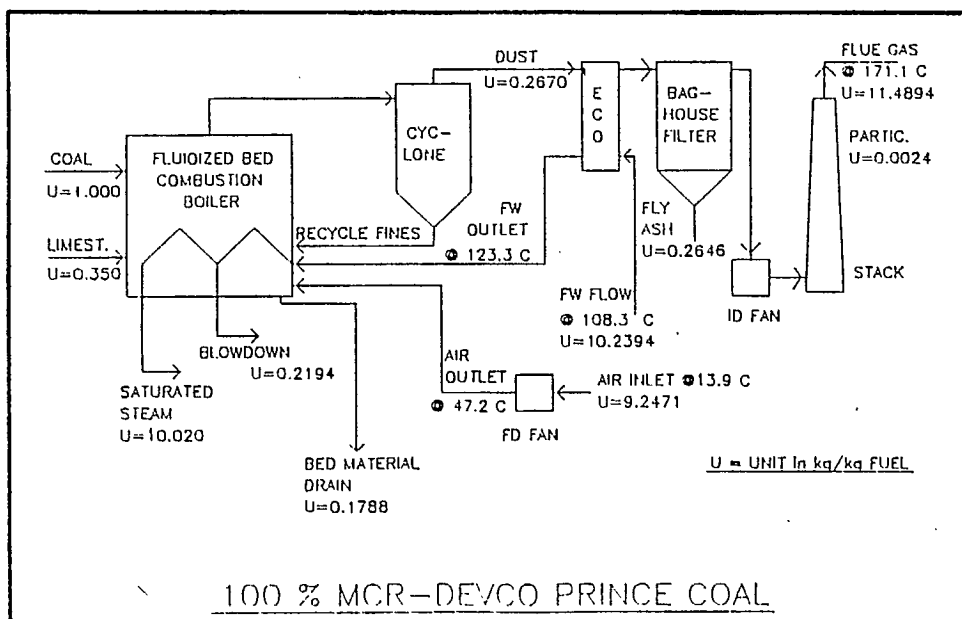 COAL
U=1.000
LIMEST.
U=0.350
FLUIOIZED BED
COMBUSTION
BOILER
SATURATED
STEAM
U=10.020
BLOWDOWN
U=0.2194
BED MATERIAL
DRAIN
U=0.1788
CYC-
LONE
RECYCLE FINES
DUST
U=0.2670
E
C
O
FW
OUTLET
@ 123.3 C
AIR
OUTLET
@ 47.2 C
FD FAN
FW FLOW
@ 108.3 C
U=10.2394
AIR INLET @13.9 C
U=9.2471
BAG-
HOUSE
FILTER
FLY
ASH
U=0.2646
ID FAN
FLUE GAS
@ 171.1 C
U=11.4894
PARTIC.
U=0.0024
STACK
U = UNIT in kg/kg FUEL
100 % MCR-DEVCO PRINCE COAL